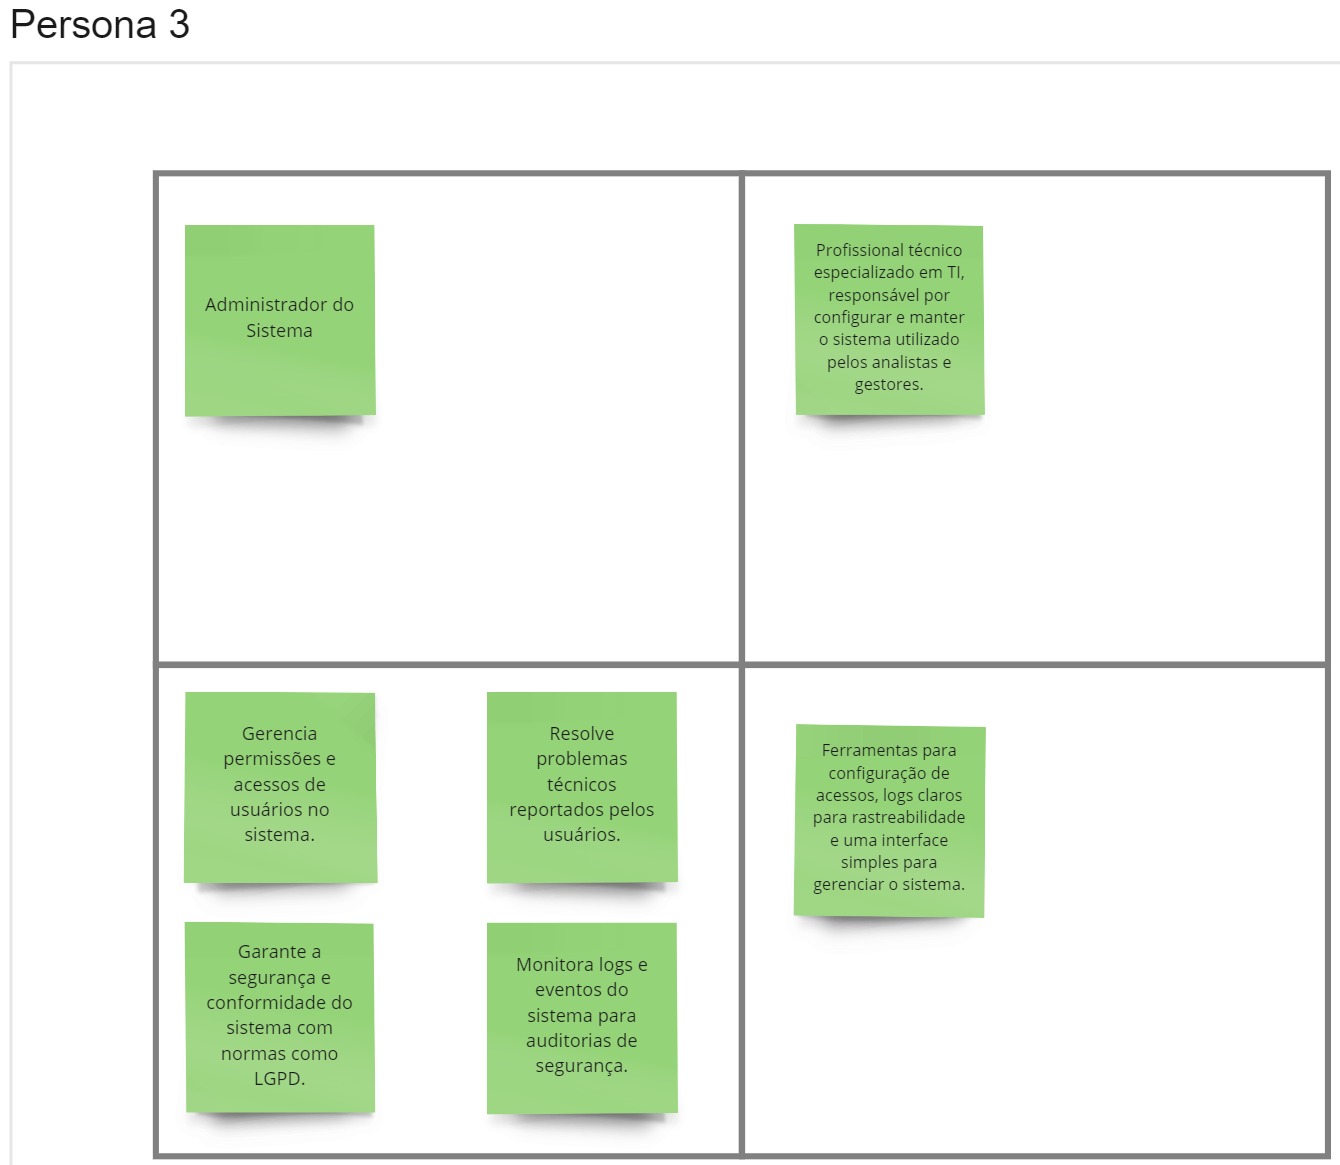 Persona 3
Administrador do
Sistema
Profissional técnico
especializado em TI,
responsável por
configurar e manter
o sistema utilizado
pelos analistas e
gestores.
Gerencia
permissões e
acessos de
usuários no
sistema.
Resolve
problemas
técnicos
reportados pelos
usuários.
Garante a
segurança e
conformidade do
sistema com
normas como
LGPD.
Monitora logs e
eventos do
sistema para
auditorias de
segurança.
Ferramentas para
configuração de
acessos, logs claros
para rastreabilidade
e uma interface
simples para
gerenciar o sistema.